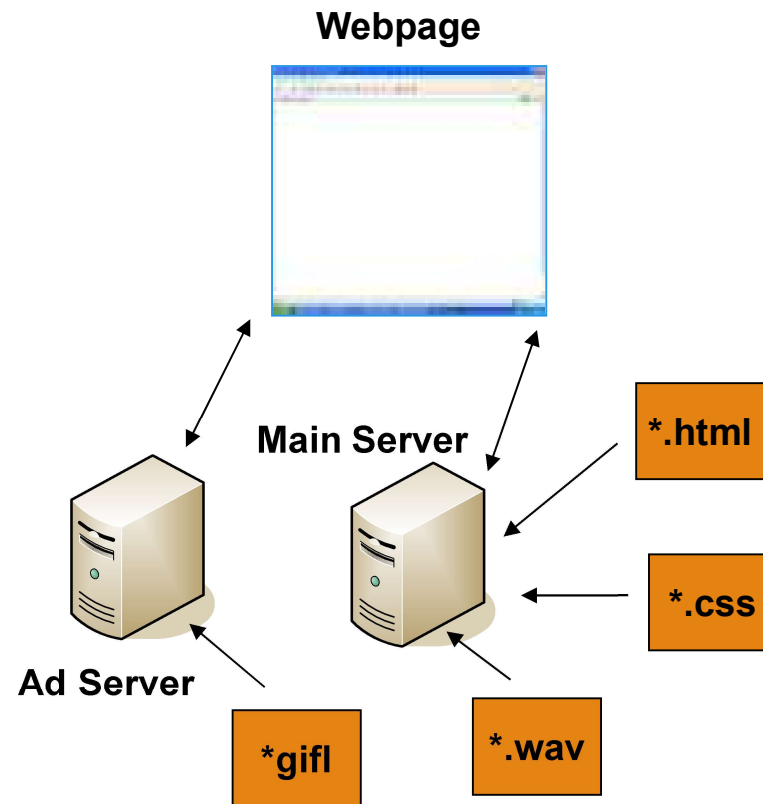 Webpage
Main Server
*.html
*.css
Ad Server
*gifl
*.wav